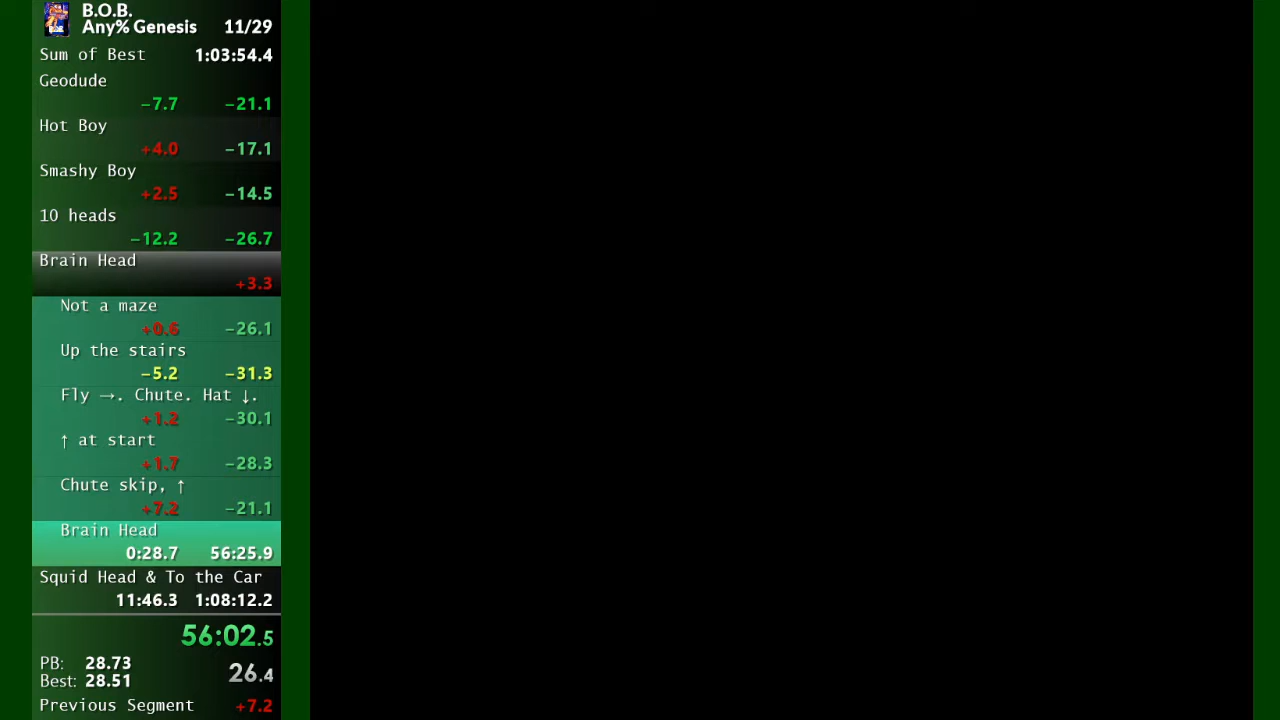 B.O.B.
Any% Genesis 11/29
Sum of Best 1:03:54.4
Geodude
−7.7 −21.1
Hot Boy
+4.0 −17.1
Smashy Boy
+2.5 −14.5
10 heads
−12.2 −26.7
Brain Head
+3.3
Not a maze
+0.6 −26.1
Up the stairs
−5.2 −31.3
Fly →. Chute. Hat ↓.
+1.2 −30.1
↑ at start
+1.7 −28.3
Chute skip, ↑
+7.2 −21.1
Brain Head
0:28.7 56:25.9
Squid Head & To the Car
11:46.3 1:08:12.2
56:02.5
PB: 28.73
Best: 28.51
26.4
Previous Segment +7.2